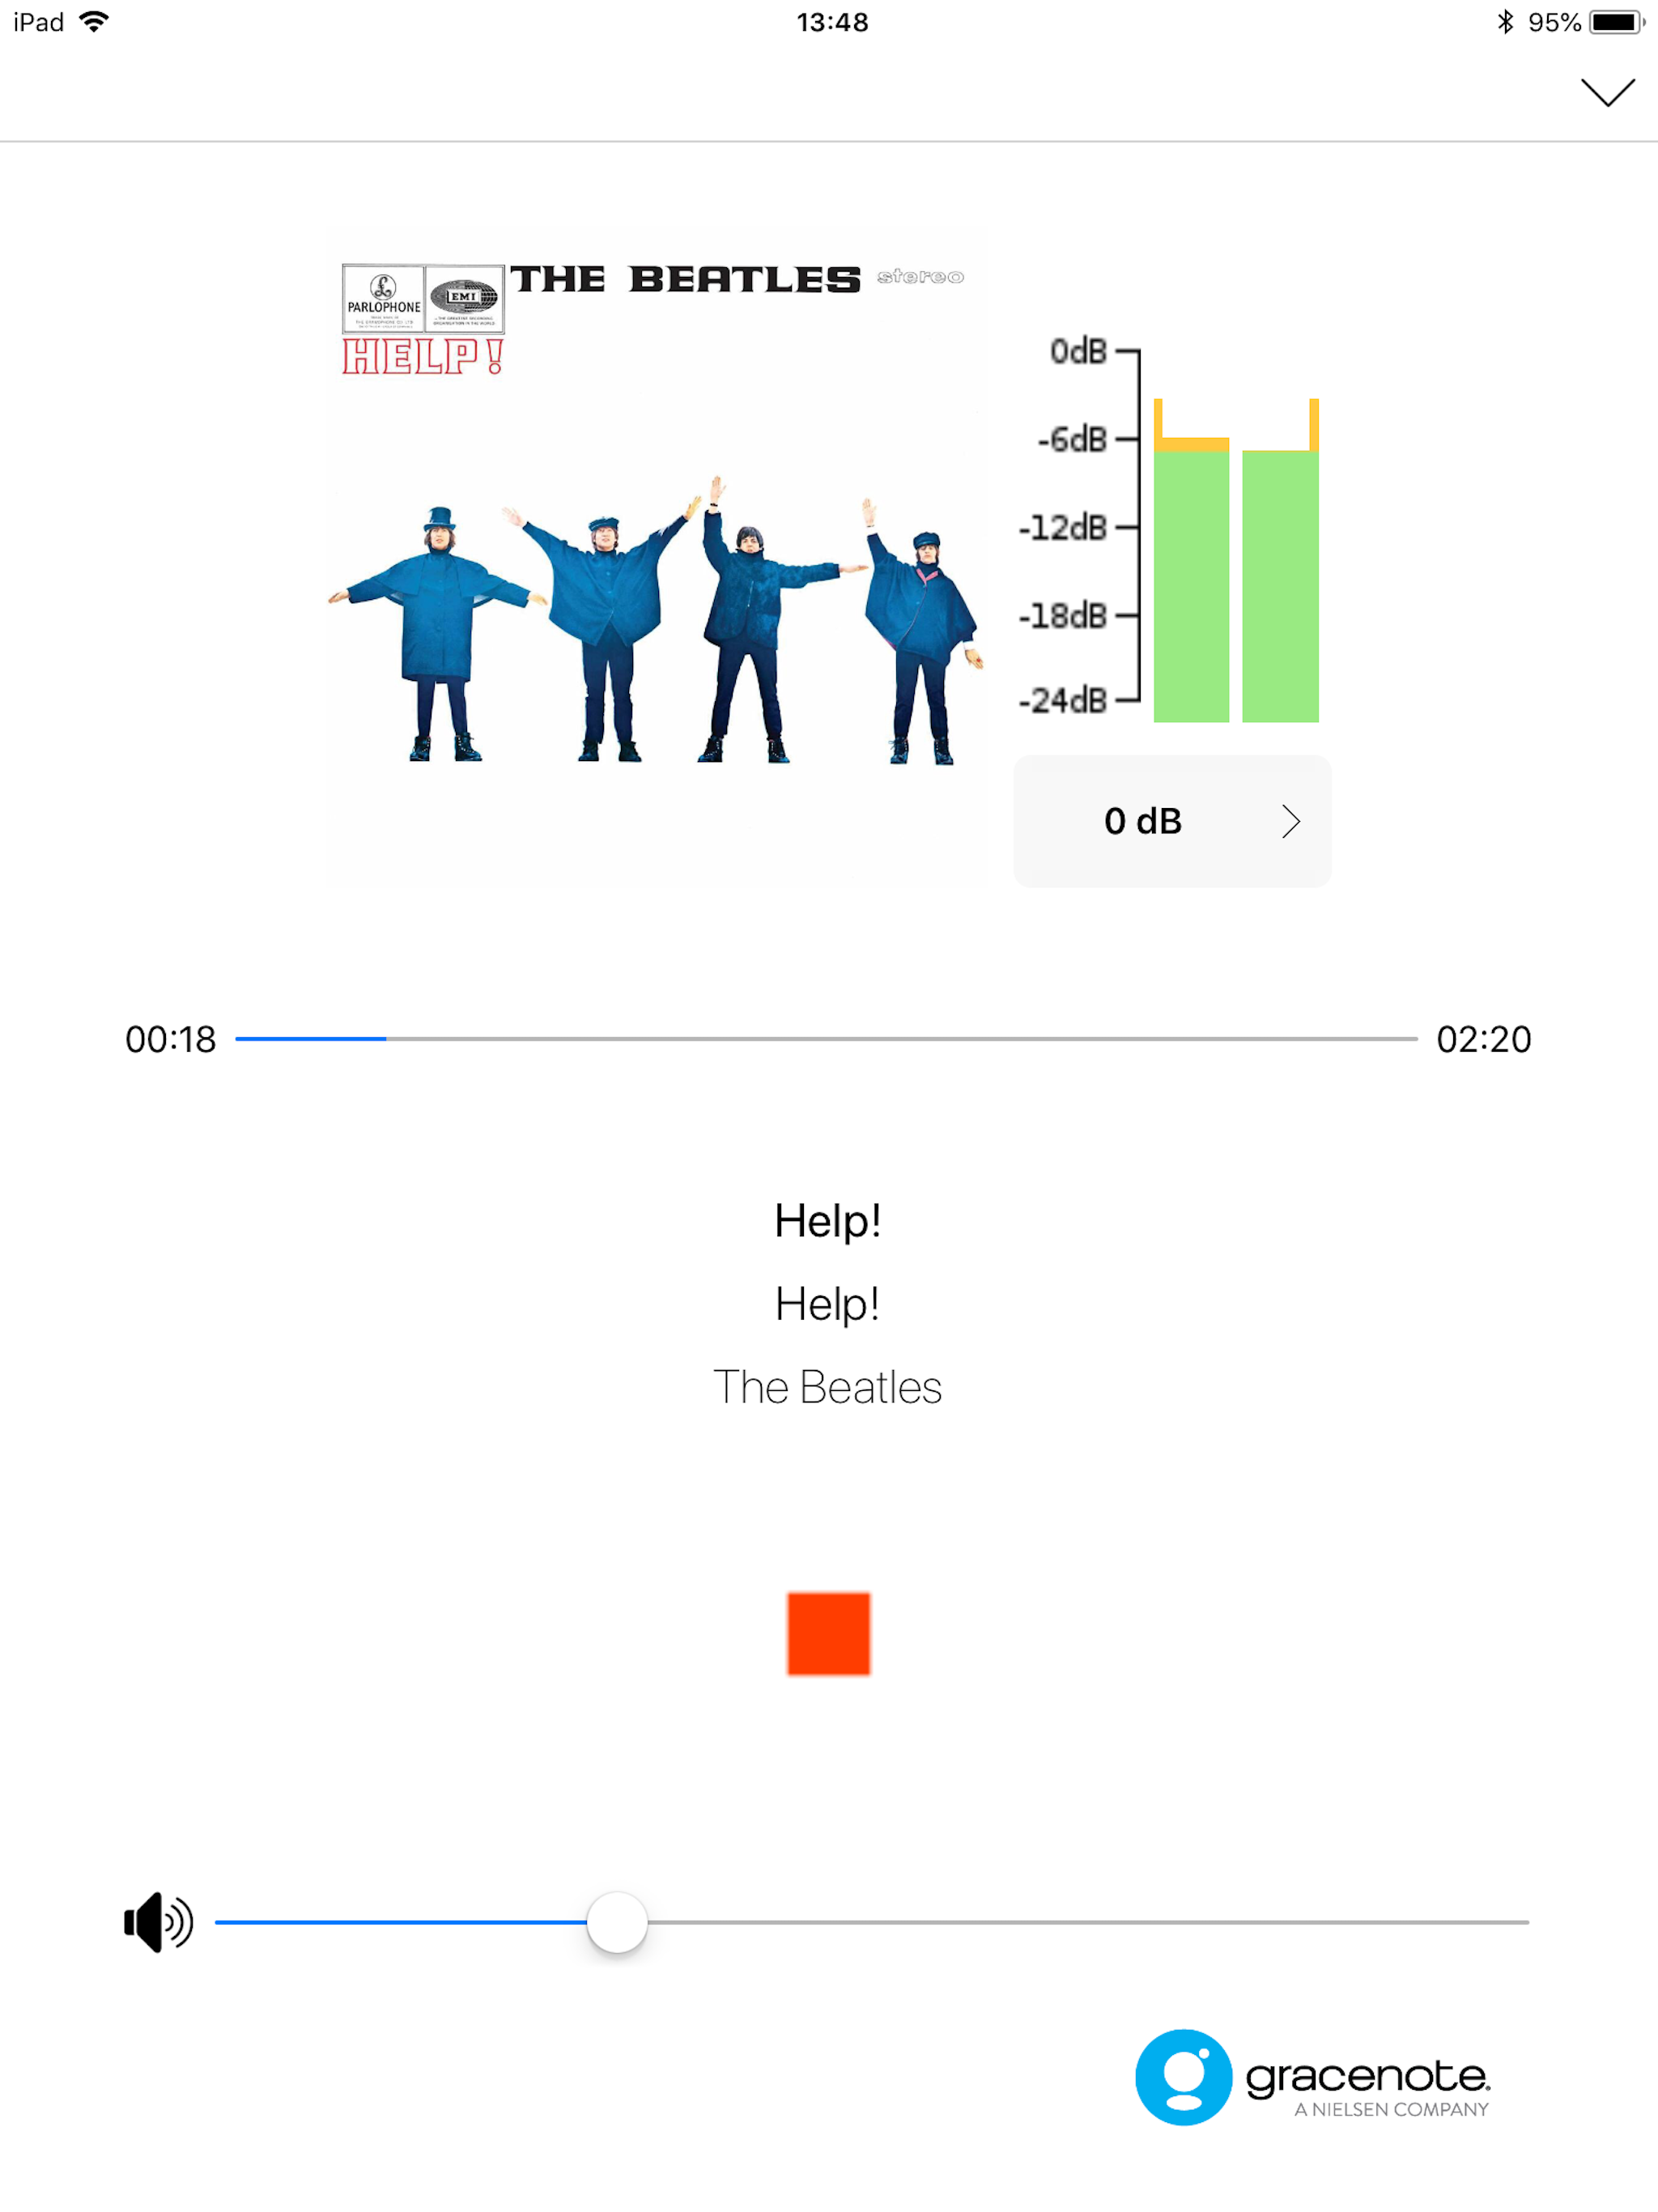 iPad 13:48 95%
THE BEATLES stereo
PARLOPHONE EMI
HELP!
0dB
-6dB
-12dB
-18dB
-24dB
0 dB
00:18 02:20
Help!
Help!
The Beatles
gracenote.
A NIELSEN COMPANY